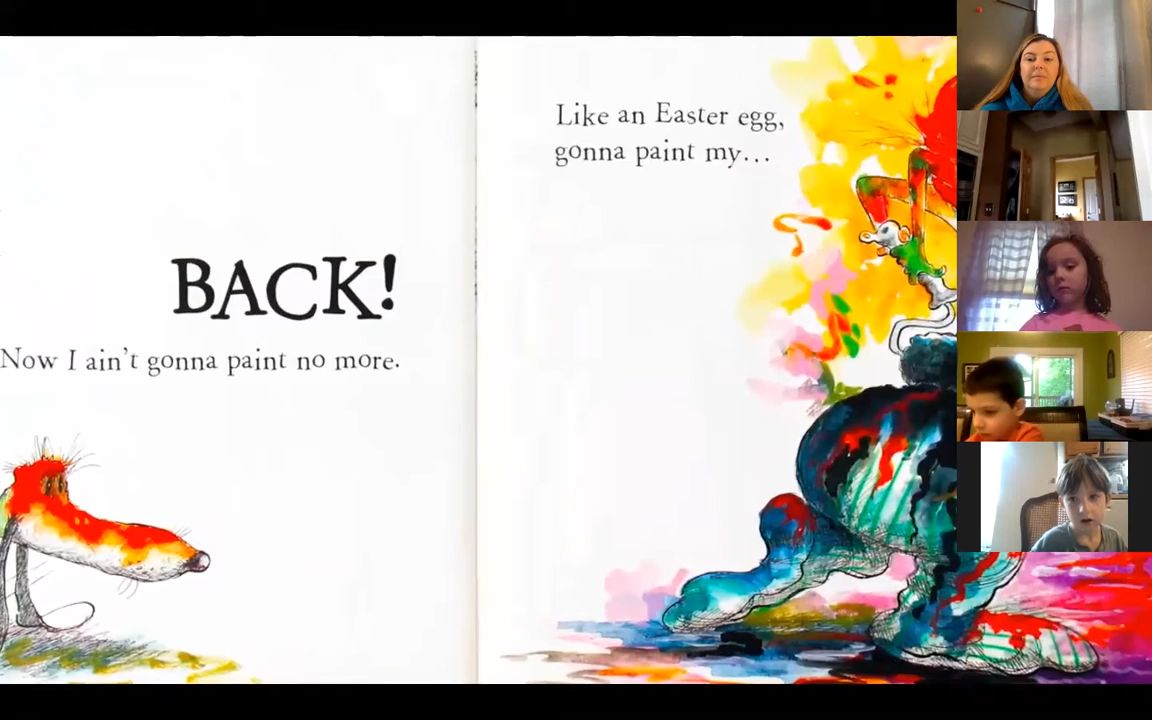 BACK!
Now I ain't gonna paint no more.
Like an Easter egg,
gonna paint my...